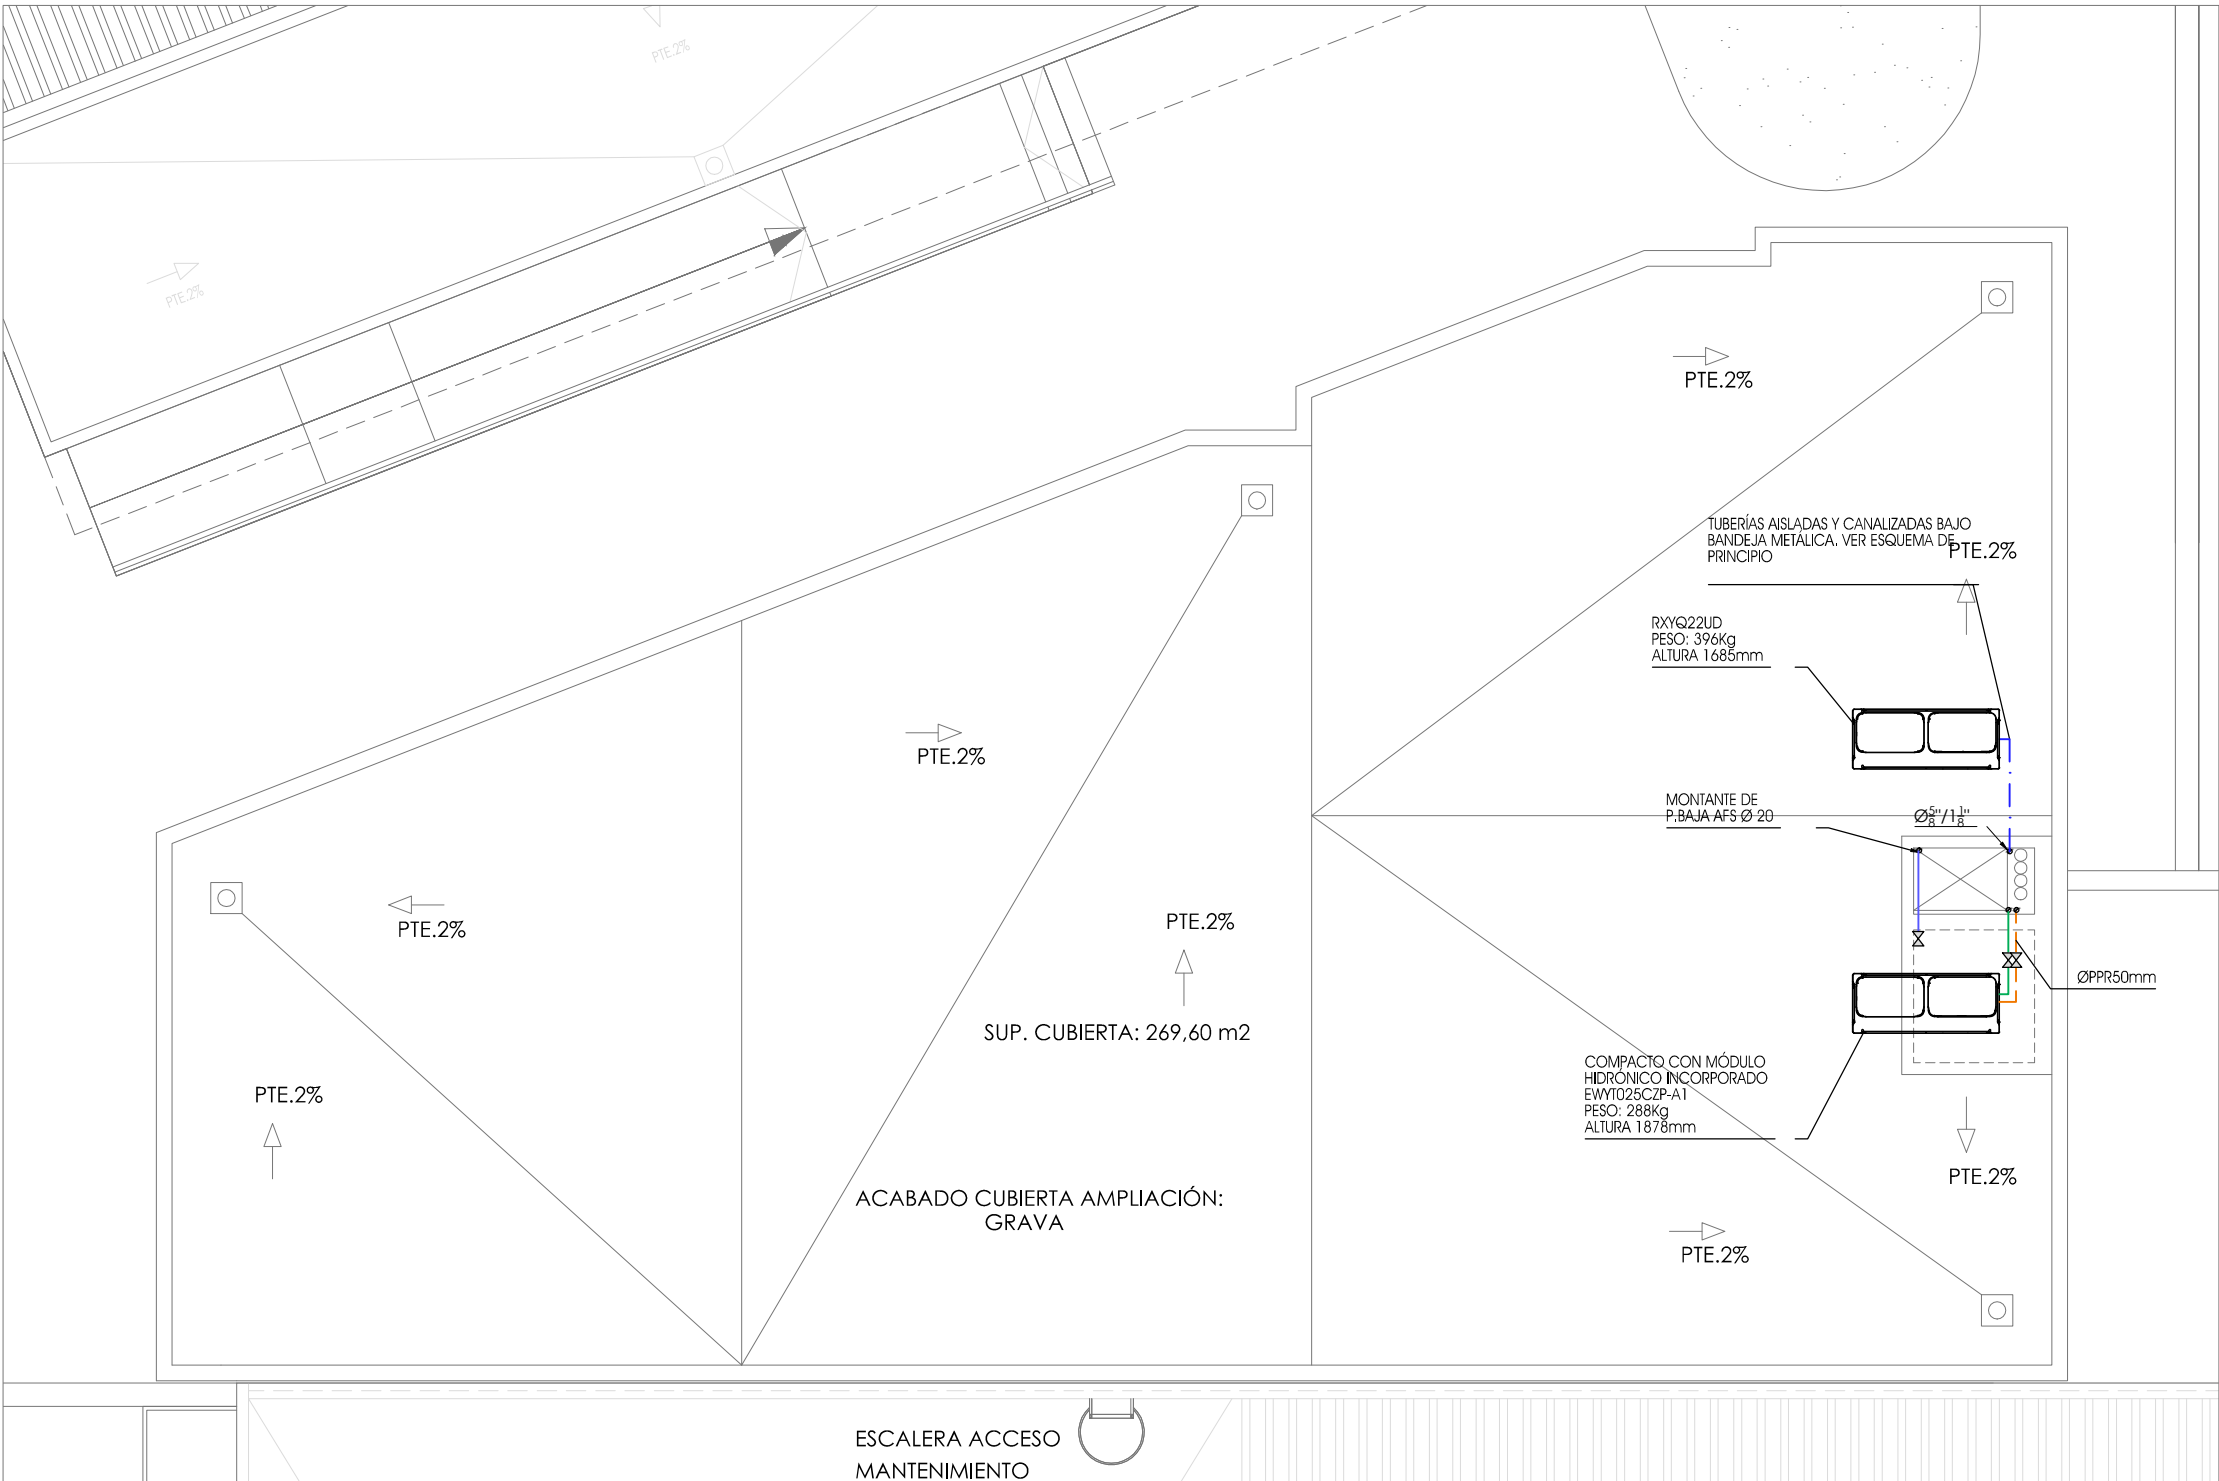 PTE.2%
PTE.2%
PTE.2%
TUBERÍAS AISLADAS Y CANALIZADAS BAJO
BANDEJA METÁLICA. VER ESQUEMA DE
PRINCIPIO
PTE.2%
RXYQ22UD
PESO: 396Kg
ALTURA 1685mm
PTE.2%
MONTANTE DE
P.BAJA AFS Ø 20
Ø5/8"/1 1/8"
PTE.2%
PTE.2%
ØPPR50mm
SUP. CUBIERTA: 269,60 m2
COMPACTO CON MÓDULO
HIDRÓNICO INCORPORADO
EWYT025CZP-A1
PESO: 288Kg
ALTURA 1878mm
PTE.2%
PTE.2%
ACABADO CUBIERTA AMPLIACIÓN:
GRAVA
PTE.2%
ESCALERA ACCESO
MANTENIMIENTO